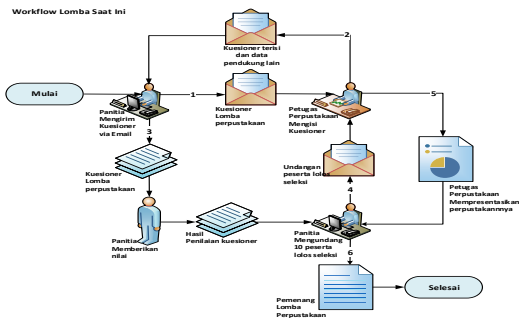 Workflow Lomba Saat Ini
Kuesioner terisi
dan data
pendukung lain
2
Mulai
1
5
Panitia
Mengirim
Kuesioner
via Email
Kuesioner
Lomba
perpustakaan
Petugas
Perpustakaan
Mengisi
Kuesioner
3
Kuesioner
Lomba
perpustakaan
Undangan
peserta lolos
seleksi
4
Petugas
Perpustakaan
Mempresentasikan
perpustakannnya
Panitia
Memberikan
nilai
Hasil
Penilaian kuesioner
Panitia
Mengundang
10 peserta
lolos seleksi
6
Pemenang
Lomba
Perpustakaan
Selesai